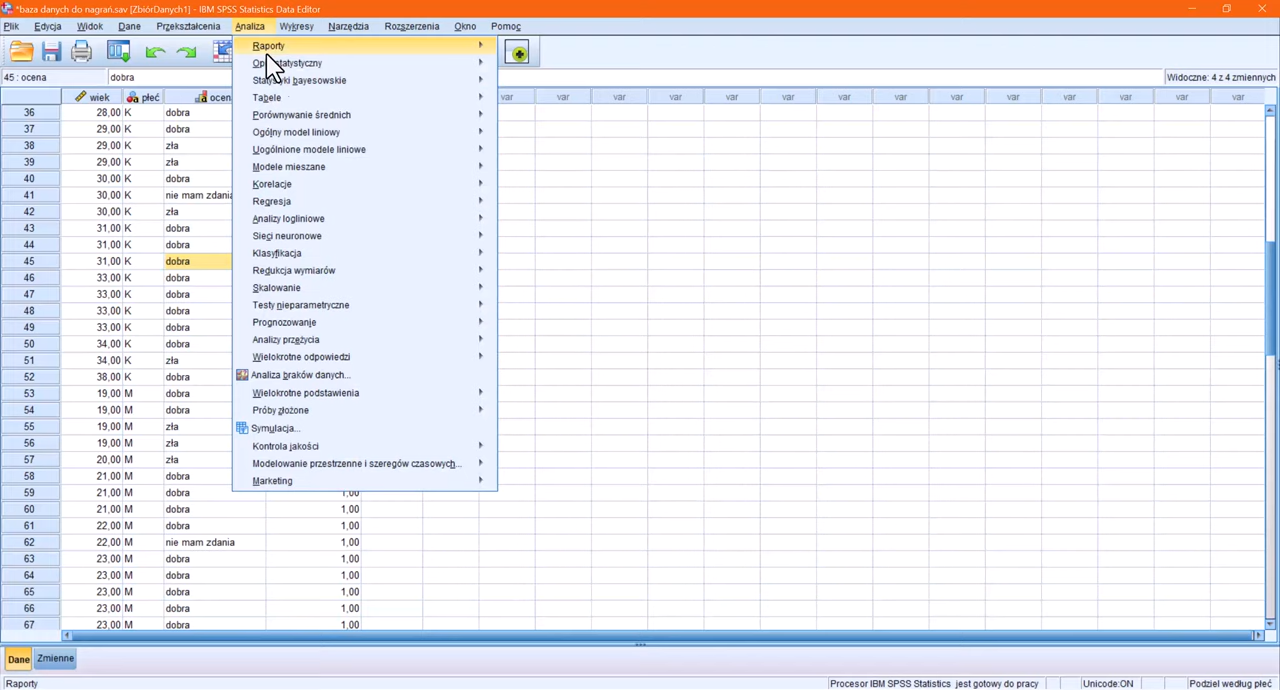 *baza danych do nagrań.sav [ZbiórDanych1] - IBM SPSS Statistics Data Editor
Plik Edycja Widok Dane Przekształcenia Analiza Wykresy Narzędzia Rozszerzenia Okno Pomoc
45 : ocena dobra Widoczne: 4 z 4 zmiennych
wiek płeć ocen var var var var var var var var var var var var var var
Raporty
statystyczny
Statystyki bayesowskie
Tabele
Porównywanie średnich
Ogólny model liniowy
Uogólnione modele liniowe
Modele mieszane
Korelacje
Regresja
Analizy logliniowe
Sieci neuronowe
Klasyfikacja
Redukcja wymiarów
Skalowanie
Testy nieparametryczne
Prognozowanie
Analizy przeżycia
Wielokrotne odpowiedzi
Analiza braków danych...
Wielokrotne podstawienia
Próby złożone
Symulacja...
Kontrola jakości
Modelowanie przestrzenne i szeregów czasowych...
Marketing
36 28,00 K dobra
37 29,00 K dobra
38 29,00 K zła
39 29,00 K zła
40 30,00 K dobra
41 30,00 K nie mam zdania
42 30,00 K zła
43 31,00 K dobra
44 31,00 K dobra
45 31,00 K dobra
46 33,00 K dobra
47 33,00 K dobra
48 33,00 K dobra
49 33,00 K dobra
50 34,00 K dobra
51 34,00 K zła
52 38,00 K dobra
53 19,00 M dobra
54 19,00 M dobra
55 19,00 M zła
56 19,00 M zła
57 20,00 M zła
58 21,00 M dobra
59 21,00 M dobra 1,00
60 21,00 M dobra 1,00
61 22,00 M dobra 1,00
62 22,00 M nie mam zdania 1,00
63 23,00 M dobra 1,00
64 23,00 M dobra 1,00
65 23,00 M dobra 1,00
66 23,00 M dobra 1,00
67 23,00 M dobra 1,00
Dane Zmienne
Raporty Procesor IBM SPSS Statistics jest gotowy do pracy Unicode:ON Podziel według płeć